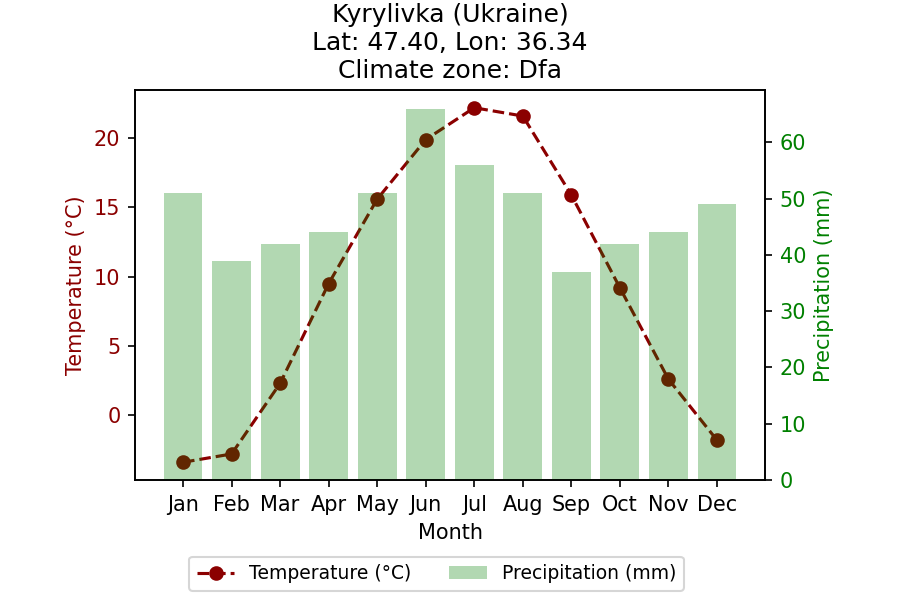 Kyrylivka (Ukraine)
Lat: 47.40, Lon: 36.34
Climate zone: Dfa
Temperature (°C)
20
15
10
5
0
Precipitation (mm)
60
50
40
30
20
10
0
Jan Feb Mar Apr May Jun Jul Aug Sep Oct Nov Dec
Month
Temperature (°C) Precipitation (mm)